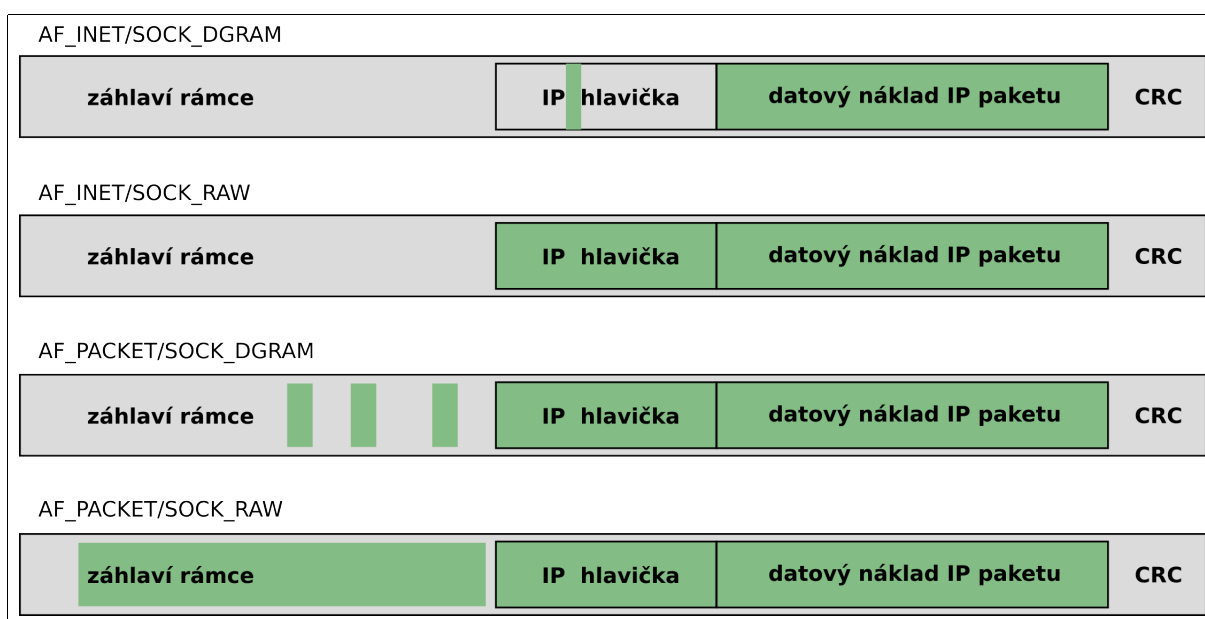 AF_INET/SOCK_DGRAM
záhlaví rámce IP hlavička datový náklad IP paketu CRC
AF_INET/SOCK_RAW
záhlaví rámce IP hlavička datový náklad IP paketu CRC
AF_PACKET/SOCK_DGRAM
záhlaví rámce IP hlavička datový náklad IP paketu CRC
AF_PACKET/SOCK_RAW
záhlaví rámce IP hlavička datový náklad IP paketu CRC